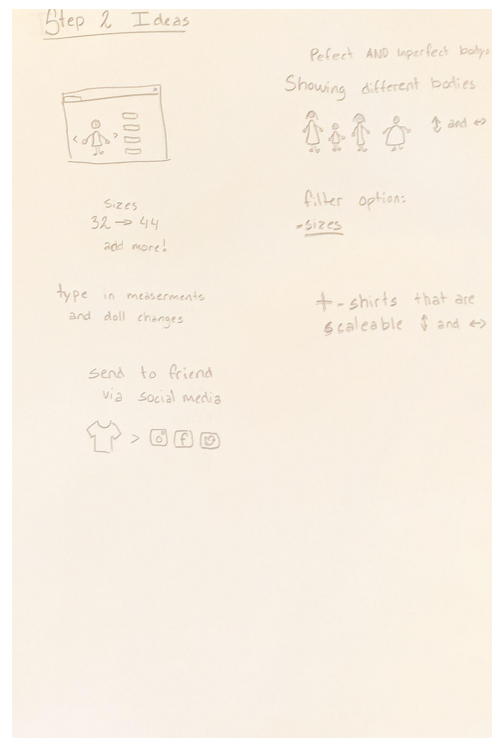 Step 2 Ideas
Pefect AND Inperfect bodys
Showing different bodies
↕ and ↔
Sizes
32 → 44
add more!
filter option:
-sizes
type in measerments
and doll changes
t-shirts that are
scaleable ↕ and ↔
send to friend
via social media
>